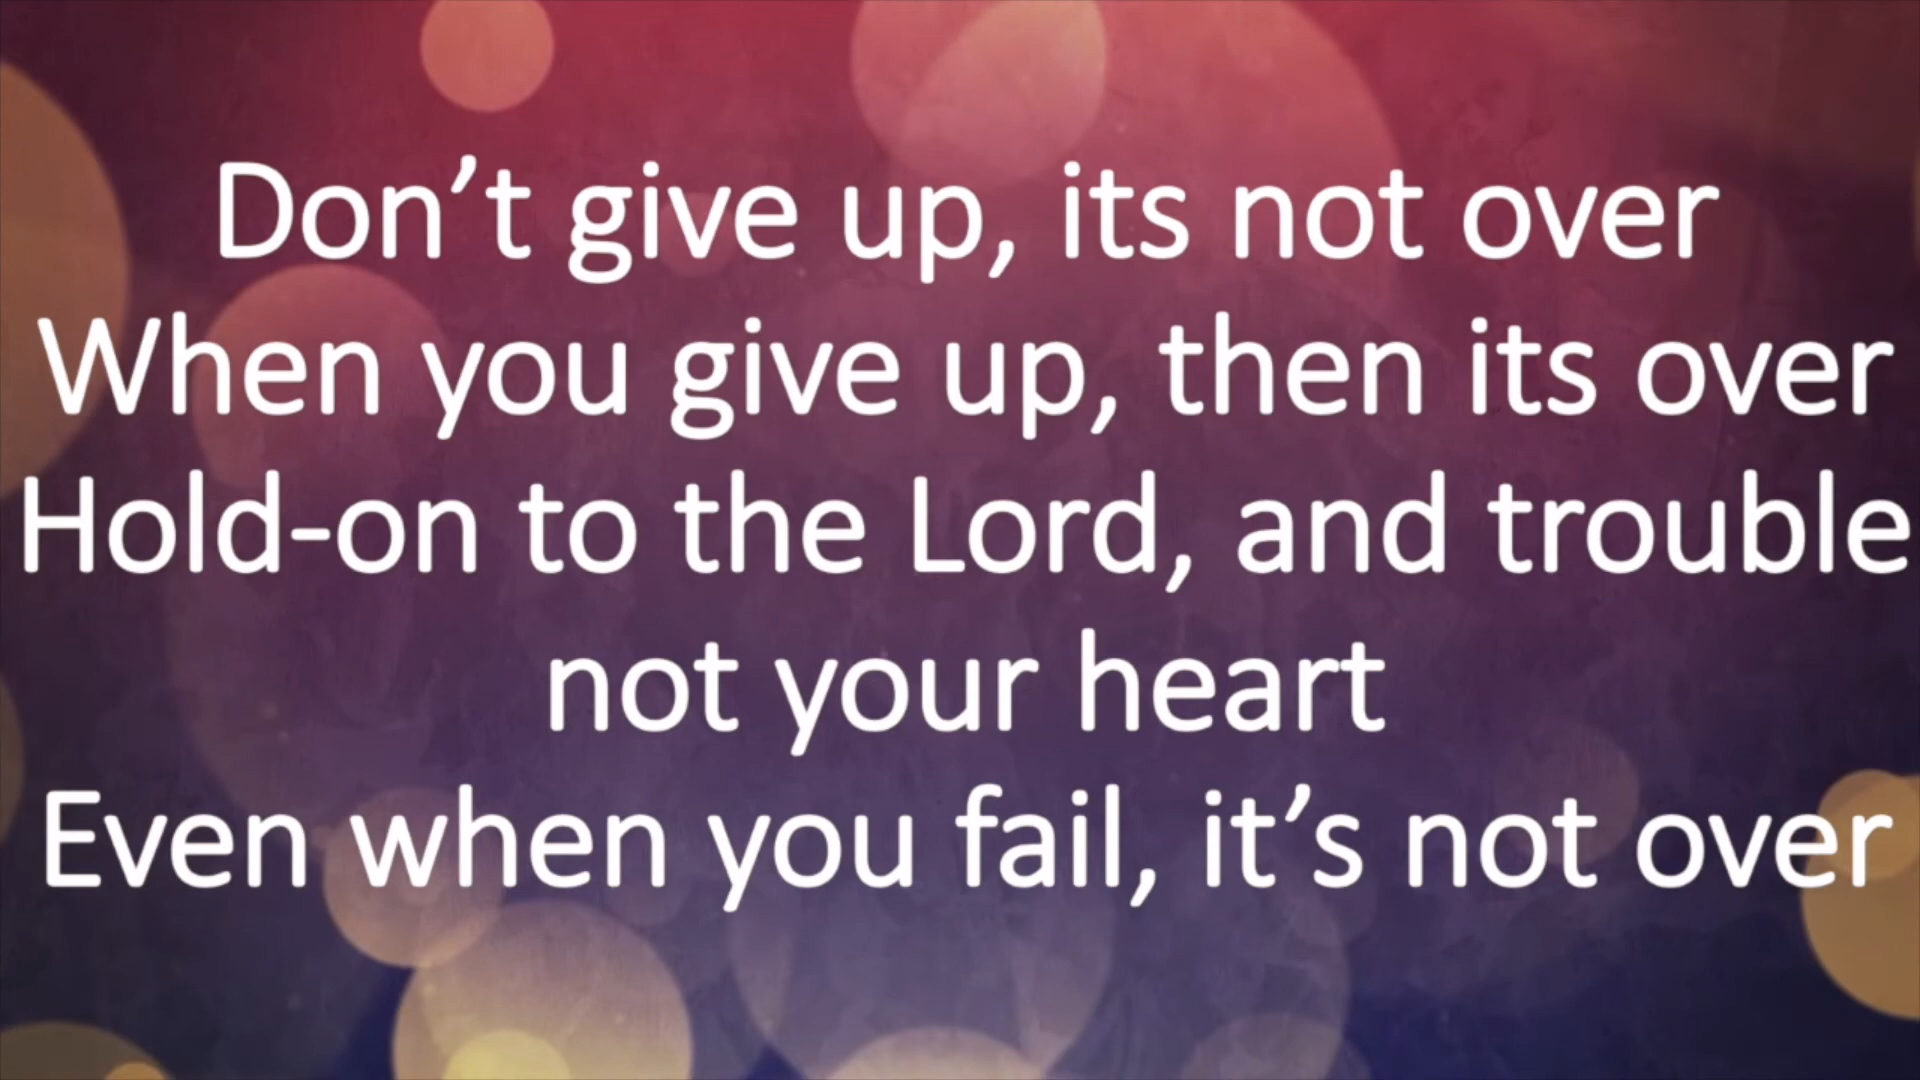 Don’t give up, its not over
When you give up, then its over
Hold-on to the Lord, and trouble
not your heart
Even when you fail, it’s not over